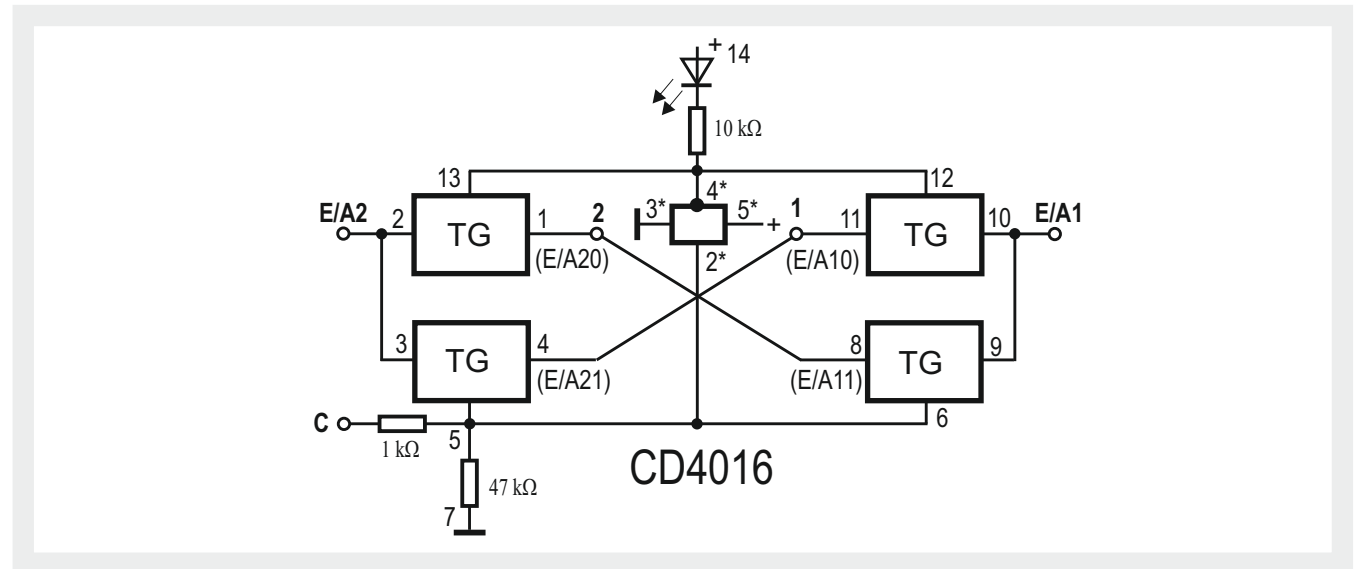 + 14
10 kΩ
13
12
4*
E/A2
2
TG
1
2
3*
5*
+
1
11
TG
10
E/A1
(E/A20)
2*
(E/A10)
3
TG
4
8
TG
9
(E/A21)
(E/A11)
C
1 kΩ
5
6
CD4016
47 kΩ
7